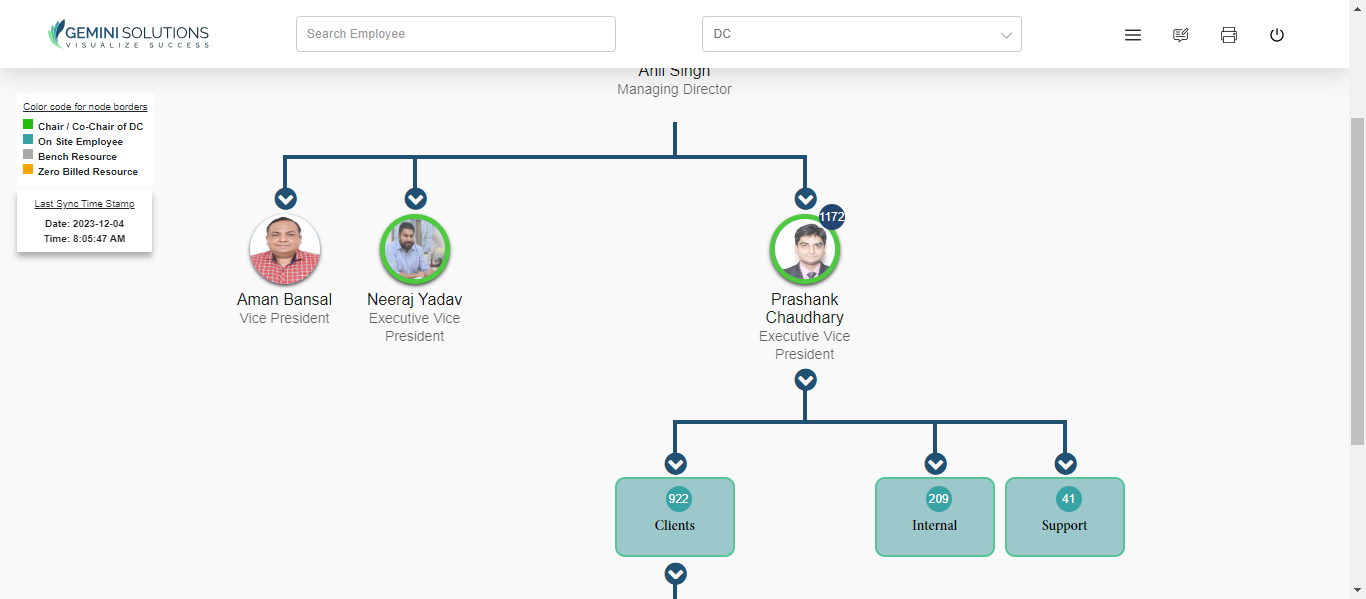 GEMINI SOLUTIONS
VISUALIZE SUCCESS
Search Employee
DC
Anil Singh
Managing Director
Color code for node borders
Chair / Co-Chair of DC
On Site Employee
Bench Resource
Zero Billed Resource
Last Sync Time Stamp
Date: 2023-12-04
Time: 8:05:47 AM
1172
Aman Bansal
Vice President
Neeraj Yadav
Executive Vice
President
Prashank
Chaudhary
Executive Vice
President
922
Clients
209
Internal
41
Support